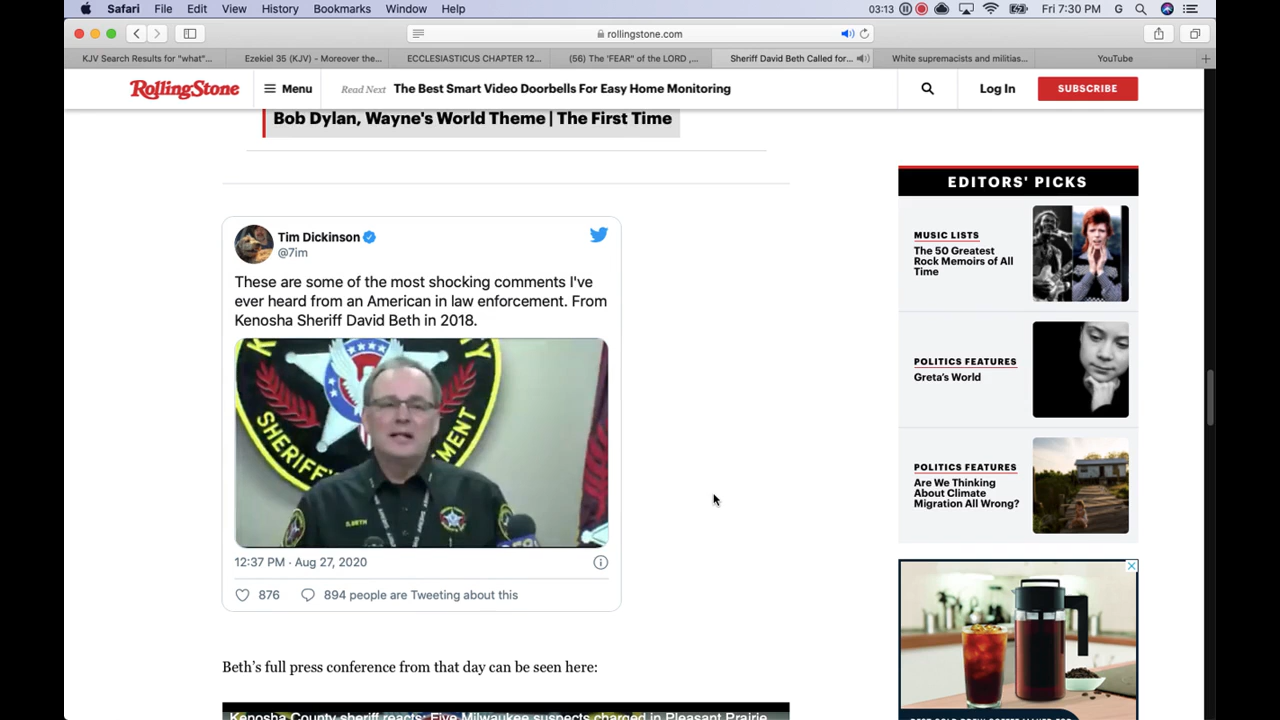 Safari File Edit View History Bookmarks Window Help 03:13 Fri 7:30 PM G
rollingstone.com
KJV Search Results for "what"... Ezekiel 35 (KJV) - Moreover the... ECCLESIASTICUS CHAPTER 12... (56) The 'FEAR" of the LORD ,... Sheriff David Beth Called for... White supremacists and militias... YouTube
RollingStone Menu Read Next The Best Smart Video Doorbells For Easy Home Monitoring Log In SUBSCRIBE
Bob Dylan, Wayne's World Theme | The First Time
EDITORS' PICKS
MUSIC LISTS
The 50 Greatest
Rock Memoirs of All
Time
POLITICS FEATURES
Greta's World
POLITICS FEATURES
Are We Thinking
About Climate
Migration All Wrong?
Tim Dickinson
@7im
These are some of the most shocking comments I've
ever heard from an American in law enforcement. From
Kenosha Sheriff David Beth in 2018.
SHERIFF
12:37 PM · Aug 27, 2020
876 894 people are Tweeting about this
Beth's full press conference from that day can be seen here:
Kenosha County sheriff reacts: Five Milwaukee suspects charged in Pleasant Prairie